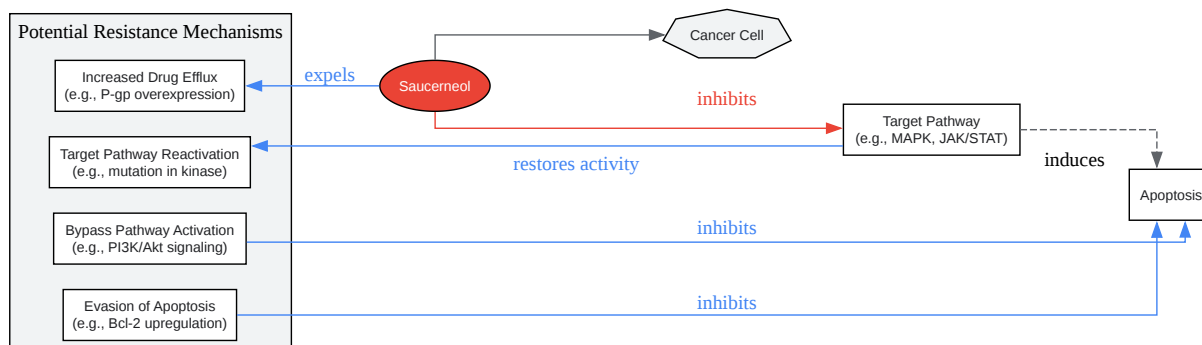 Potential Resistance Mechanisms
Increased Drug Efflux
(e.g., P-gp overexpression)
Target Pathway Reactivation
(e.g., mutation in kinase)
Bypass Pathway Activation
(e.g., PI3K/Akt signaling)
Evasion of Apoptosis
(e.g., Bcl-2 upregulation)
expels
Saucerneol
Cancer Cell
inhibits
Target Pathway
(e.g., MAPK, JAK/STAT)
restores activity
induces
Apoptosis
inhibits
inhibits